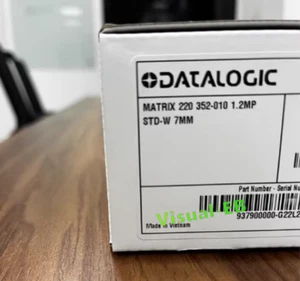 DATALOGIC
MATRIX 220 352-010 1.2MP
STD-W 7MM
Part Number - Serial Nu
937900000-G22L2
Visual EB
Made in Vietnam